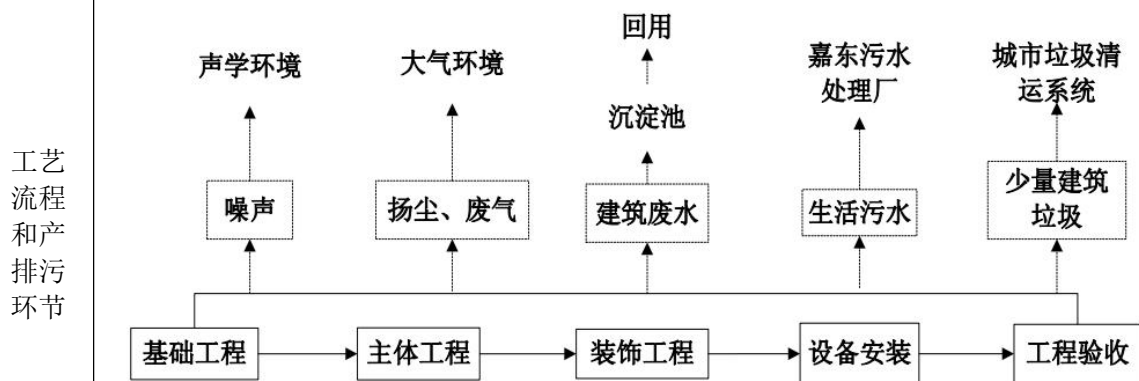 工艺
流程
和产
排污
环节
回用
声学环境
大气环境
嘉东污水
处理厂
城市垃圾清
运系统
沉淀池
噪声
扬尘、废气
建筑废水
生活污水
少量建筑
垃圾
基础工程
主体工程
装饰工程
设备安装
工程验收